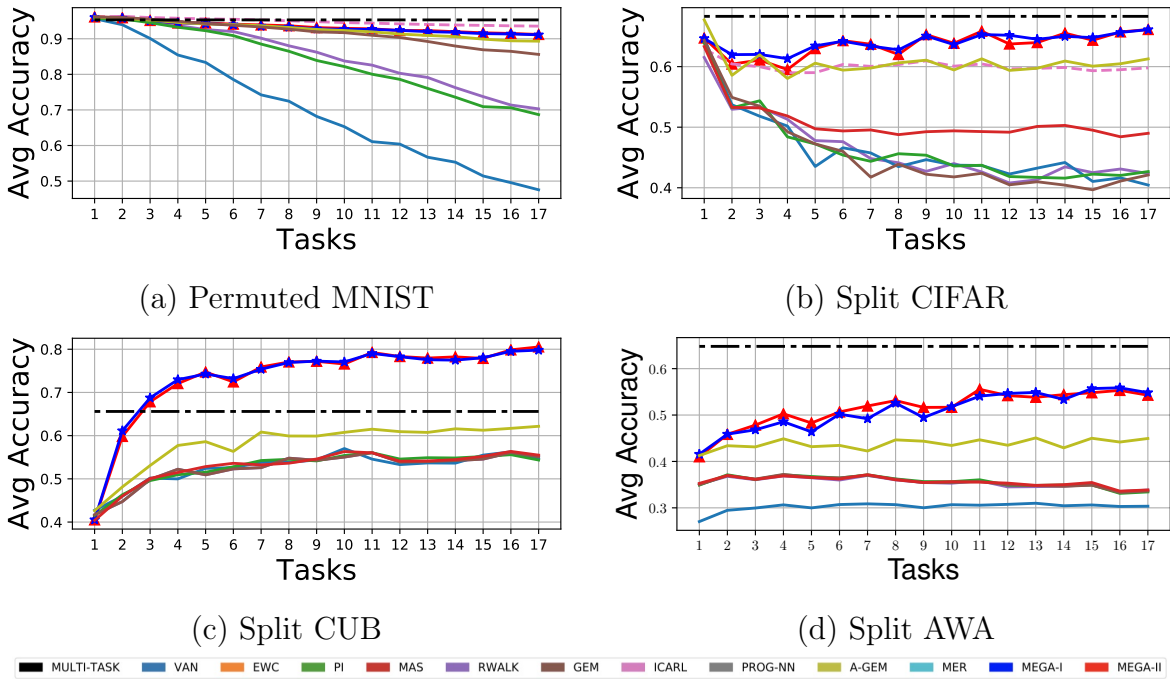 Avg Accuracy
0.9
0.8
0.7
0.6
0.5
1 2 3 4 5 6 7 8 9 10 11 12 13 14 15 16 17
Tasks
(a) Permuted MNIST
Avg Accuracy
0.6
0.5
0.4
1 2 3 4 5 6 7 8 9 10 11 12 13 14 15 16 17
Tasks
(b) Split CIFAR
Avg Accuracy
0.8
0.7
0.6
0.5
0.4
1 2 3 4 5 6 7 8 9 10 11 12 13 14 15 16 17
Tasks
(c) Split CUB
Avg Accuracy
0.6
0.5
0.4
0.3
1 2 3 4 5 6 7 8 9 10 11 12 13 14 15 16 17
Tasks
(d) Split AWA
MULTI-TASK VAN EWC PI MAS RWALK GEM ICARL PROG-NN A-GEM MER MEGA-I MEGA-II